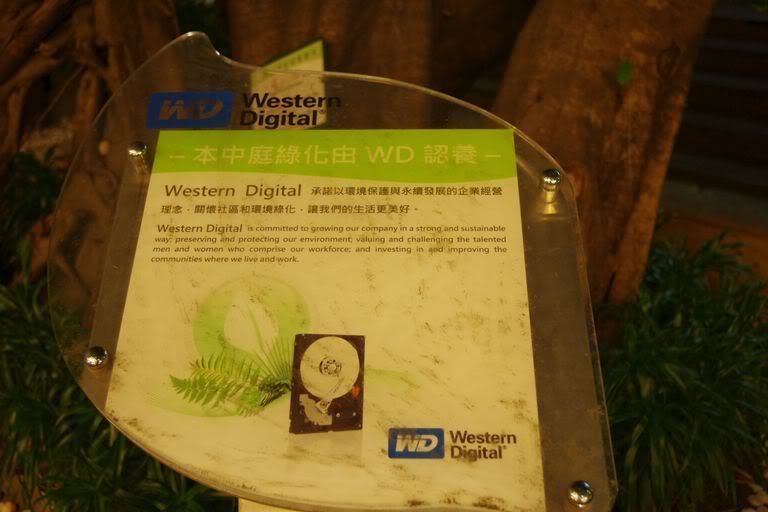 WD Western
Digital®
– 本中庭綠化由 WD 認養 –
Western Digital 承諾以環境保護與永續發展的企業經營
理念，關懷社區和環境綠化，讓我們的生活更美好。
Western Digital is committed to growing our company in a strong and sustainable
way; preserving and protecting our environment; valuing and challenging the talented
men and women who comprise our workforce; and investing in and improving the
communities where we live and work.
WD Western
Digital®